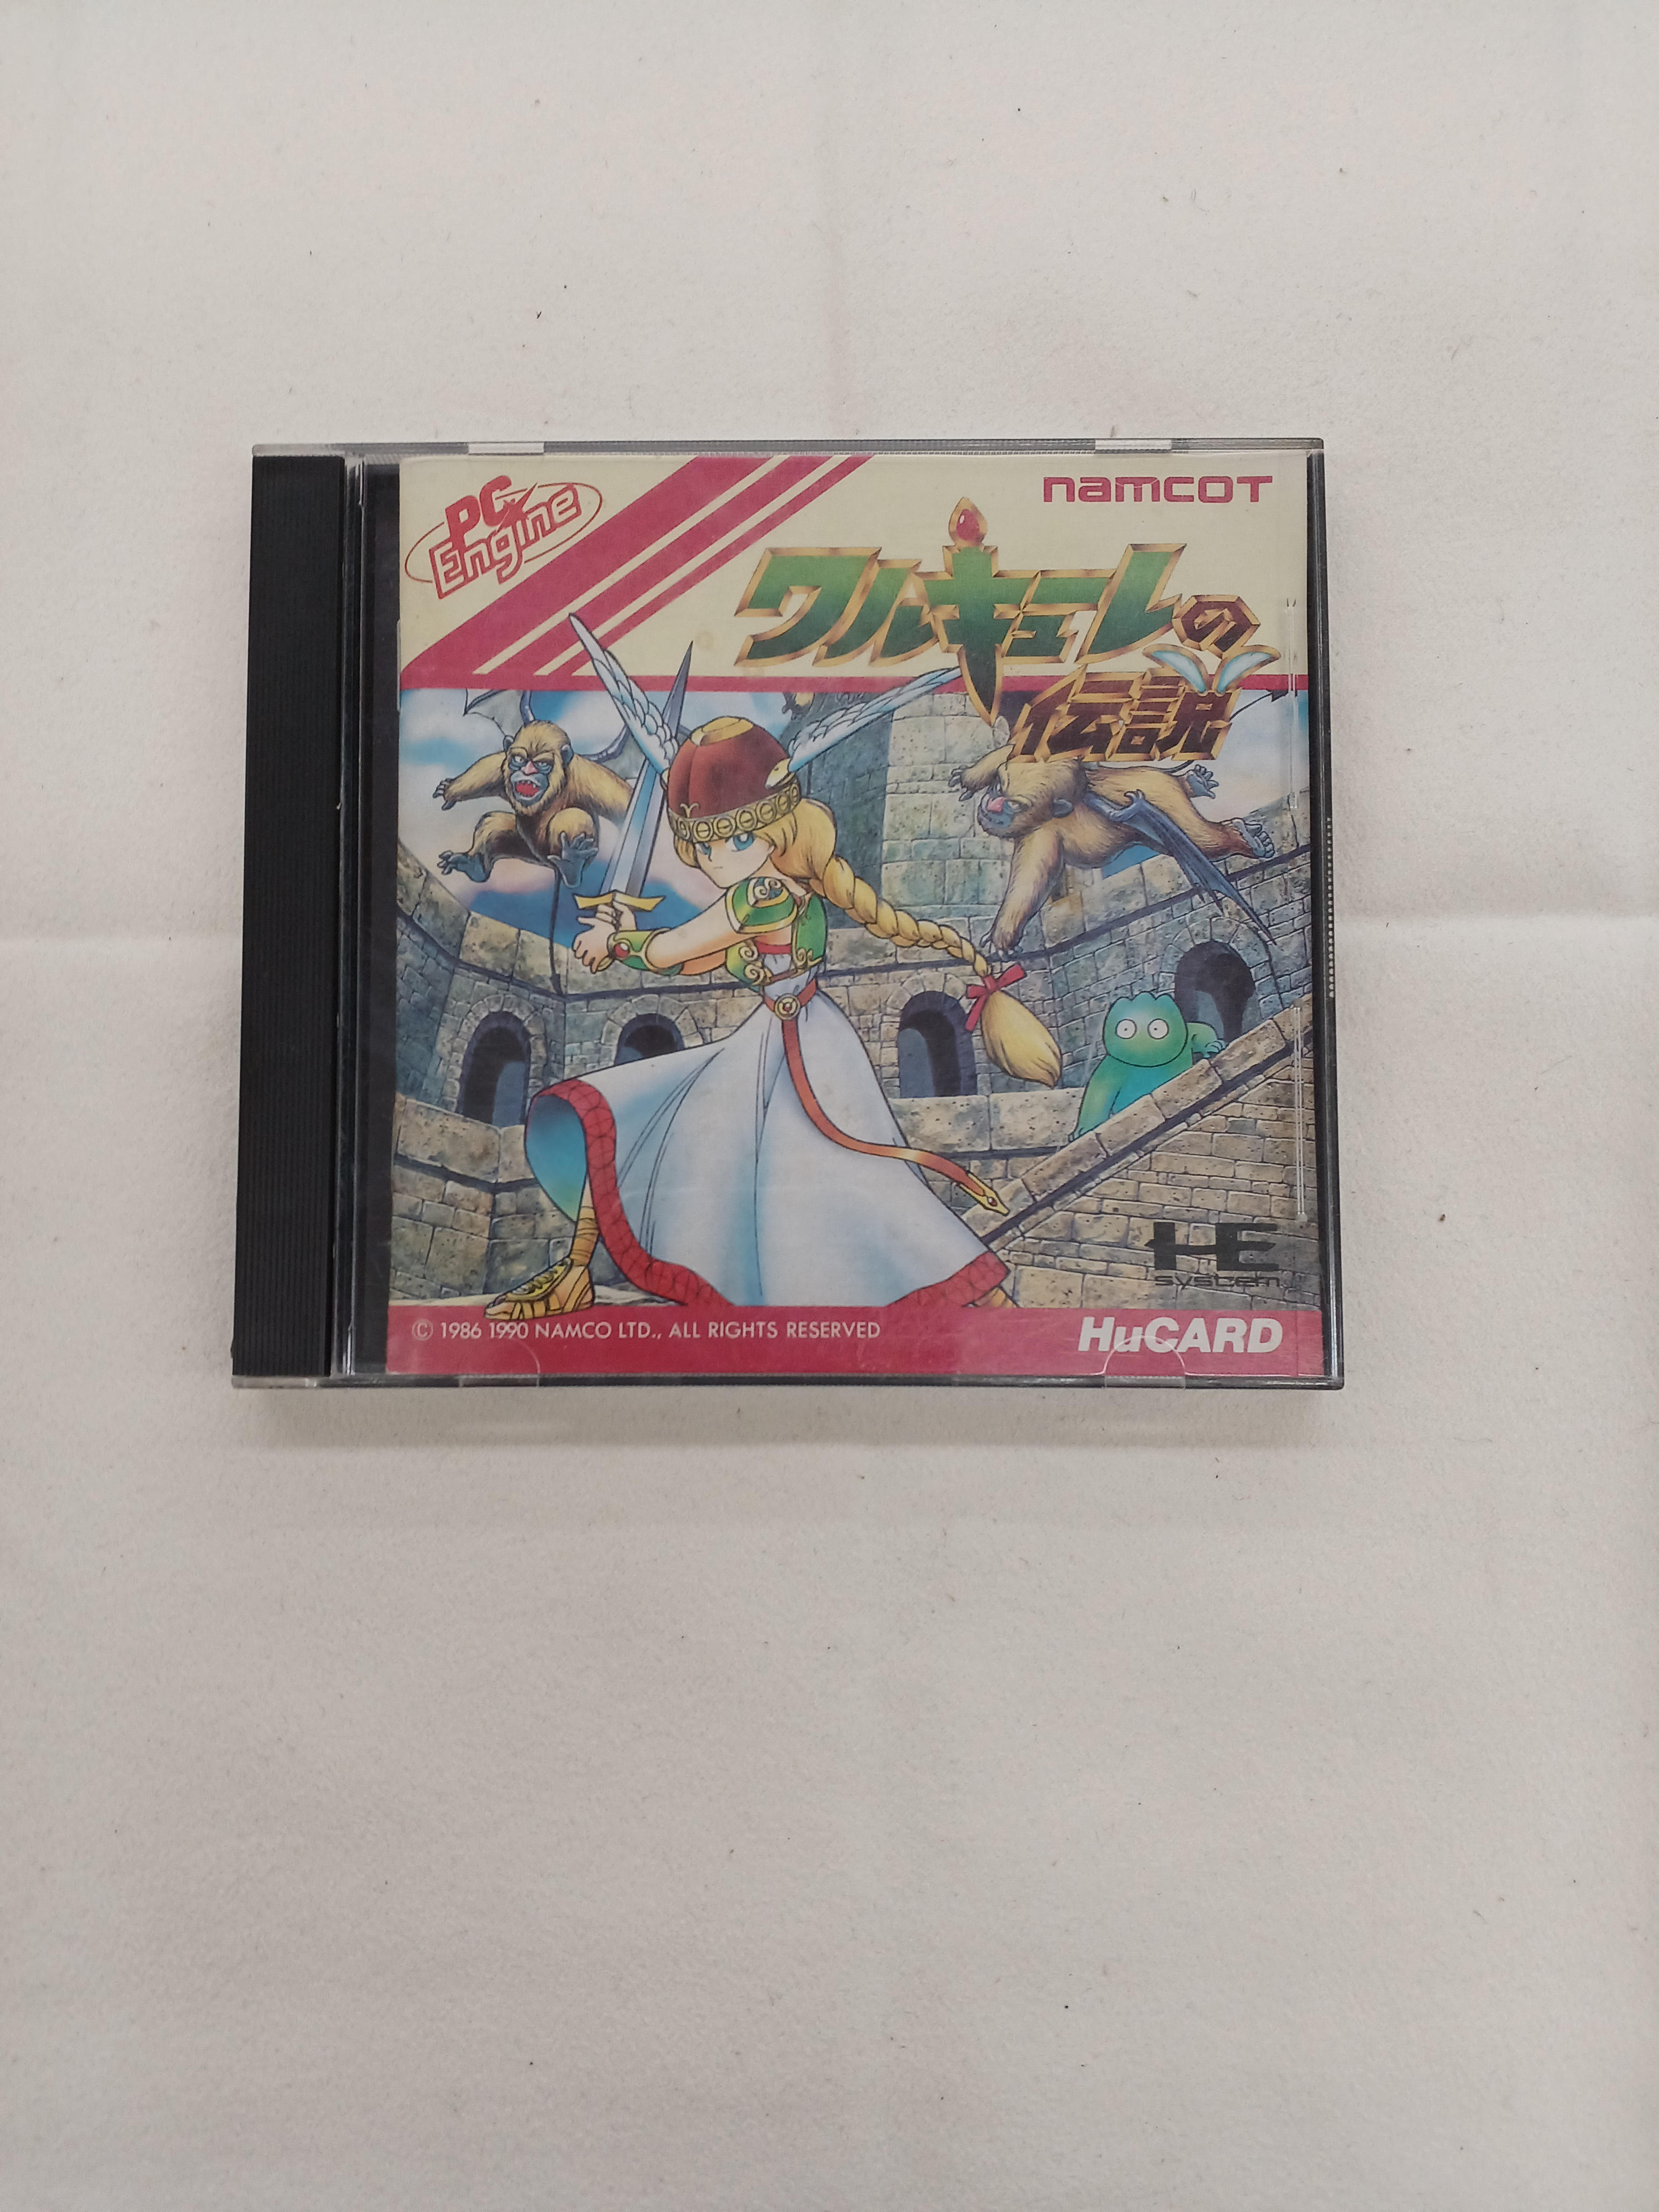 PC Engine
namcoT
ワルキューレの
伝説
HE
system
© 1986 1990 NAMCO LTD., ALL RIGHTS RESERVED
HuCARD